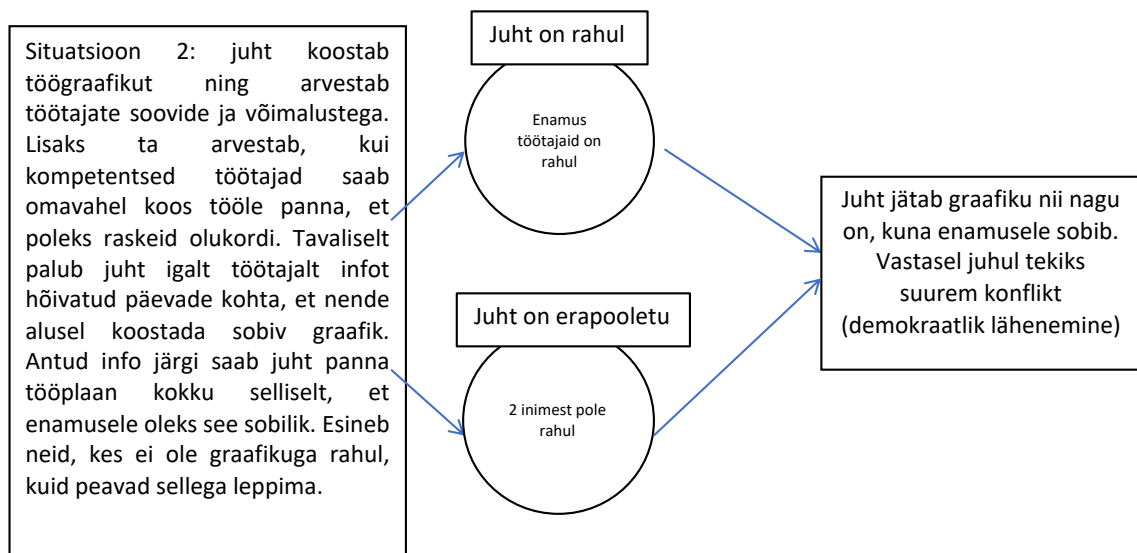 Situatsioon 2: juht koostab
töögraafikut ning arvestab
töötajate soovide ja võimalustega.
Lisaks ta arvestab, kui
kompetentsed töötajad saab
omavahel koos tööle panna, et
poleks raskeid olukordi. Tavaliselt
palub juht igalt töötajalt infot
hõivatud päevade kohta, et nende
alusel koostada sobiv graafik.
Antud info järgi saab juht panna
tööplaan kokku selliselt, et
enamusele oleks see sobilik. Esineb
neid, kes ei ole graafikuga rahul,
kuid peavad sellega leppima.
Juht on rahul
Enamus
töötajaid on
rahul
Juht on erapooletu
2 inimest pole
rahul
Juht jätab graafiku nii nagu
on, kuna enamusele sobib.
Vastasel juhul tekiks
suurem konflikt
(demokraatlik lähenemine)